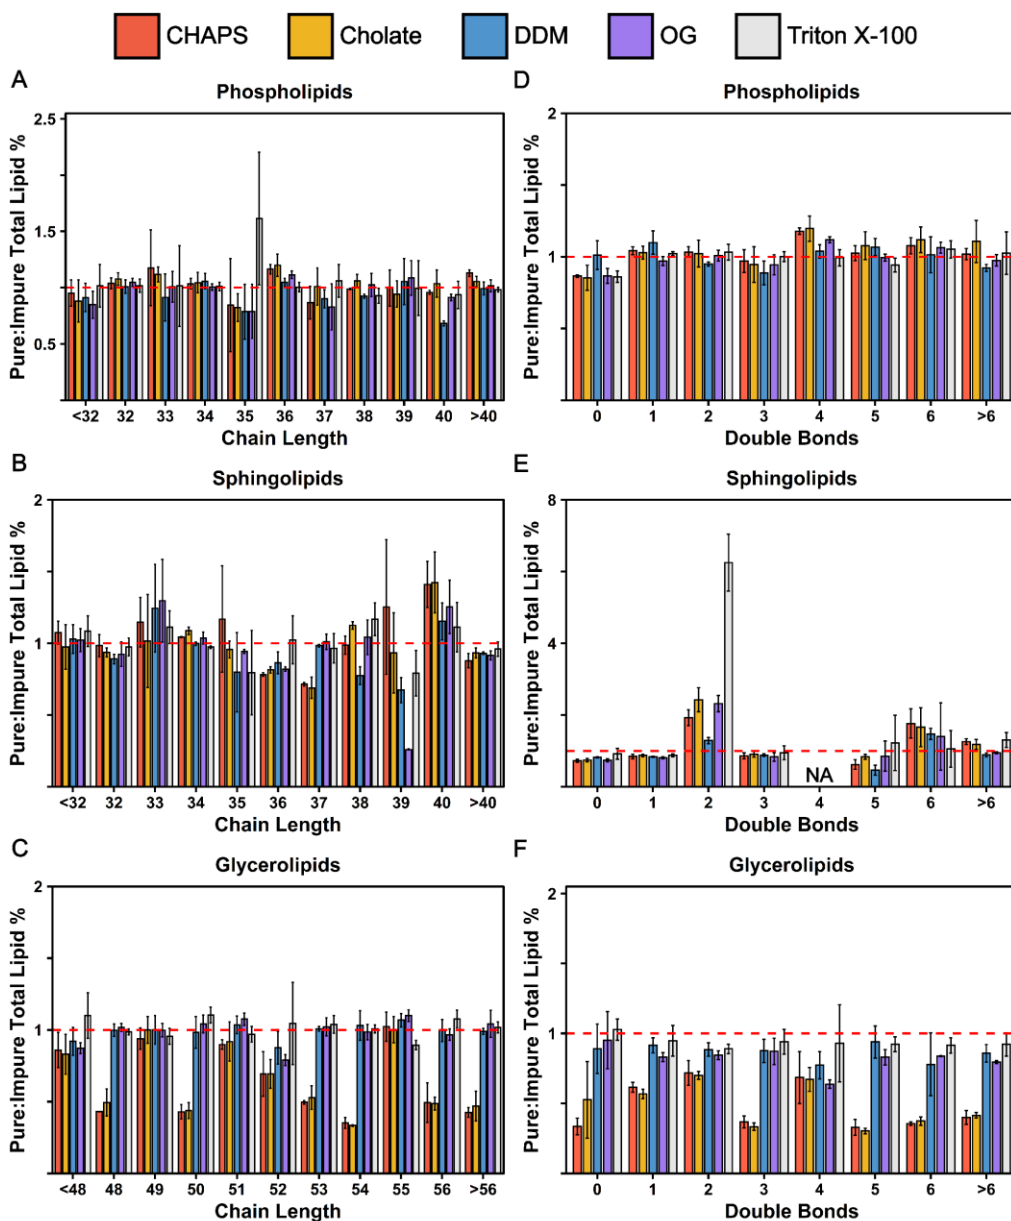 CHAPS Cholate DDM OG Triton X-100
A
Phospholipids
Pure:Impure Total Lipid %
2.5
1.5
0.5
<32 32 33 34 35 36 37 38 39 40 >40
Chain Length
D
Phospholipids
Pure:Impure Total Lipid %
2
1
0 1 2 3 4 5 6 >6
Double Bonds
B
Sphingolipids
Pure:Impure Total Lipid %
2
1
<32 32 33 34 35 36 37 38 39 40 >40
Chain Length
E
Sphingolipids
Pure:Impure Total Lipid %
8
4
NA
0 1 2 3 4 5 6 >6
Double Bonds
C
Glycerolipids
Pure:Impure Total Lipid %
2
1
<48 48 49 50 51 52 53 54 55 56 >56
Chain Length
F
Glycerolipids
Pure:Impure Total Lipid %
2
1
0 1 2 3 4 5 6 >6
Double Bonds